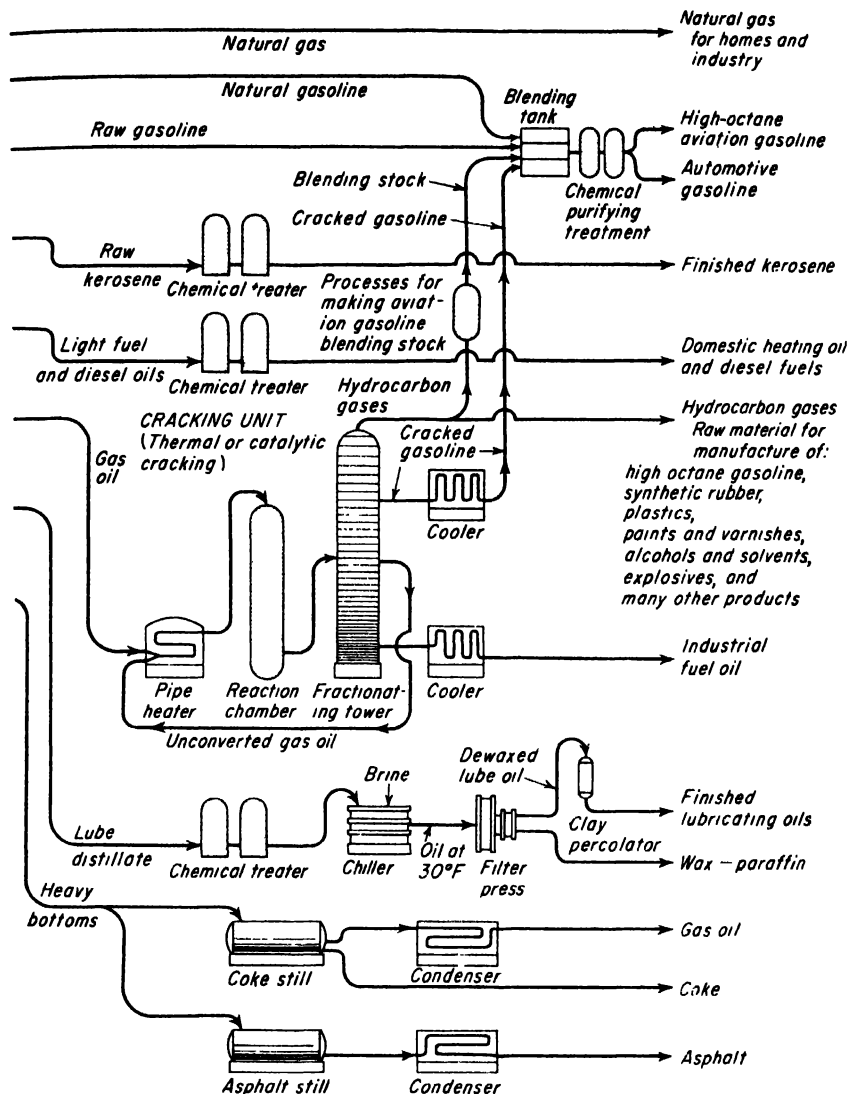 Natural gas
Natural gas
for homes and
industry
Natural gasoline
Blending
tank
Raw gasoline
High-octane
aviation gasoline
Automotive
gasoline
Blending stock
Chemical
purifying
treatment
Cracked gasoline
Raw
kerosene
Chemical treater
Processes for
making aviat-
ion gasoline
blending stock
Finished kerosene
Light fuel
and diesel oils
Chemical treater
Domestic heating oil
and diesel fuels
Hydrocarbon
gases
CRACKING UNIT
(Thermal or catalytic
cracking)
Gas
oil
Cracked
gasoline
Cooler
Hydrocarbon gases
Raw material for
manufacture of:
high octane gasoline,
synthetic rubber,
plastics,
paints and varnishes,
alcohols and solvents,
explosives, and
many other products
Pipe
heater
Reaction
chamber
Fractionat-
ing tower
Cooler
Industrial
fuel oil
Unconverted gas oil
Lube
distillate
Chemical treater
Brine
Chiller
Oil at
30°F
Filter
press
Dewaxed
lube oil
Clay
percolator
Finished
lubricating oils
Wax – paraffin
Heavy
bottoms
Coke still
Condenser
Gas oil
Coke
Asphalt still
Condenser
Asphalt